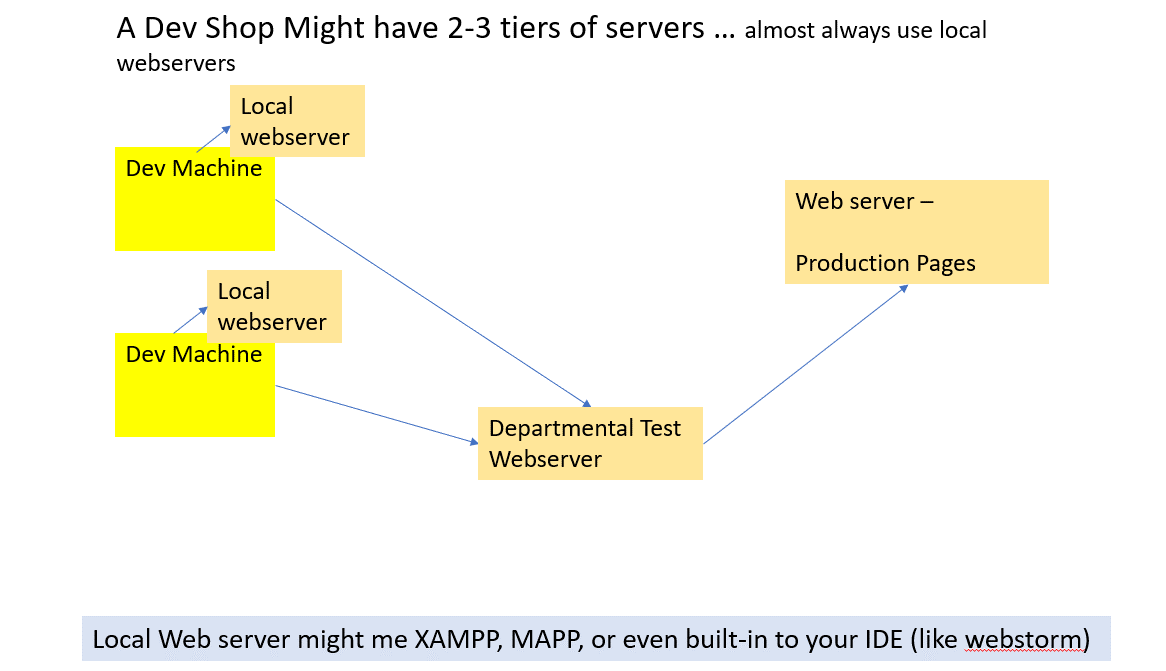 A Dev Shop Might have 2-3 tiers of servers … almost always use local
webservers
Local
webserver
Dev Machine
Web server –
Production Pages
Local
webserver
Dev Machine
Departmental Test
Webserver
Local Web server might me XAMPP, MAPP, or even built-in to your IDE (like webstorm)